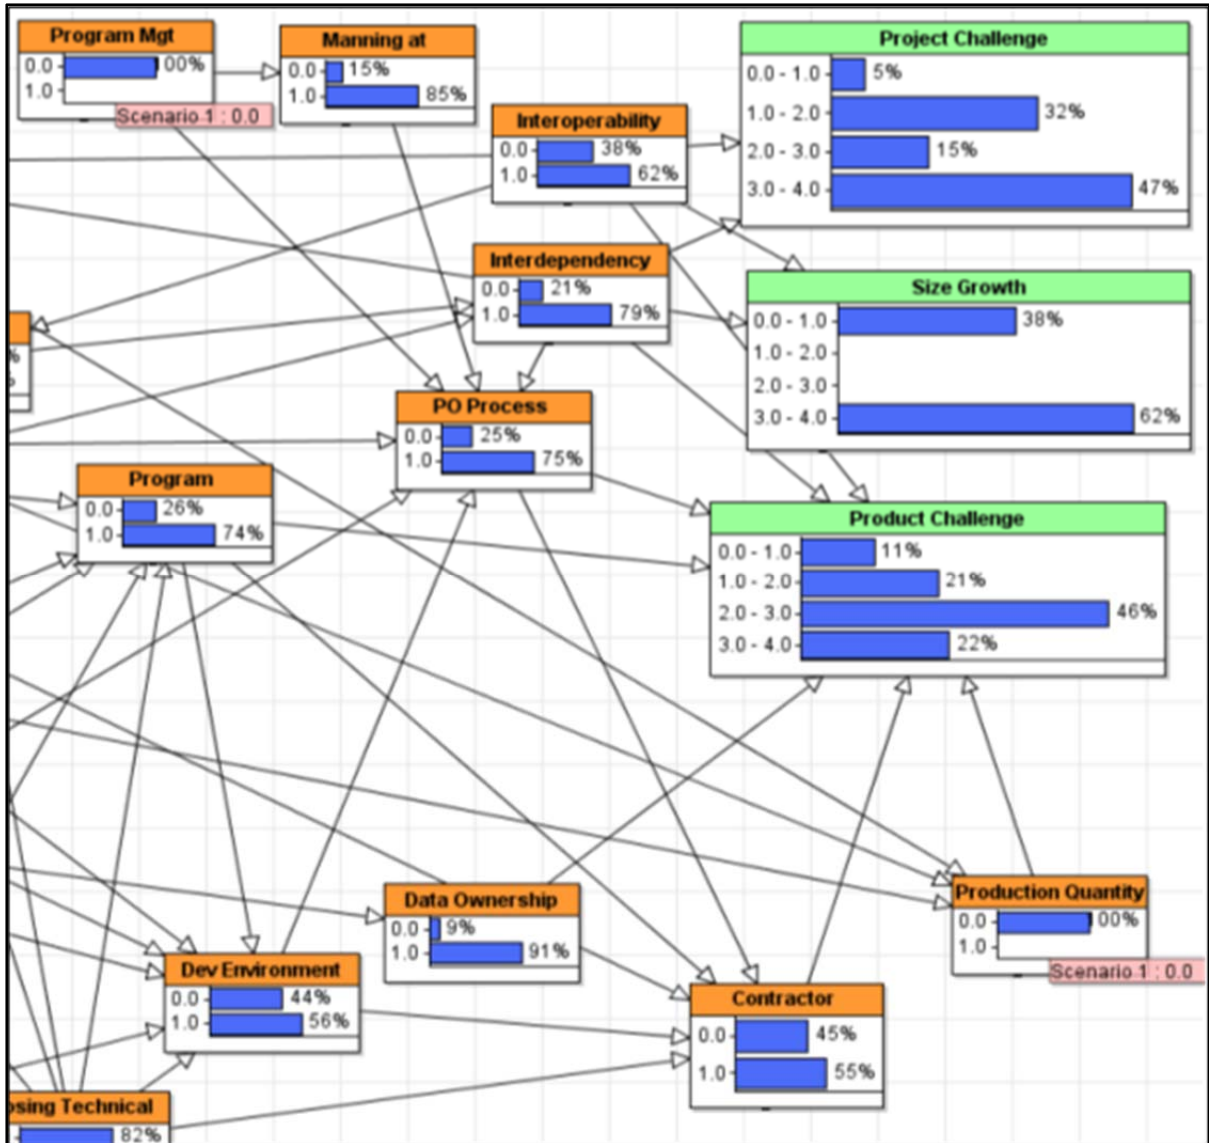 Program Mgt
0.0 00%
1.0
Scenario 1 : 0.0
Manning at
0.0 15%
1.0 85%
Project Challenge
0.0 - 1.0 5%
1.0 - 2.0 32%
2.0 - 3.0 15%
3.0 - 4.0 47%
Interoperability
0.0 38%
1.0 62%
Interdependency
0.0 21%
1.0 79%
Size Growth
0.0 - 1.0 38%
1.0 - 2.0
2.0 - 3.0
3.0 - 4.0 62%
%
PO Process
0.0 25%
1.0 75%
Program
0.0 26%
1.0 74%
Product Challenge
0.0 - 1.0 11%
1.0 - 2.0 21%
2.0 - 3.0 46%
3.0 - 4.0 22%
Data Ownership
0.0 9%
1.0 91%
Production Quantity
0.0 00%
1.0
Scenario 1 : 0.0
Dev Environment
0.0 44%
1.0 56%
Contractor
0.0 45%
1.0 55%
osing Technical
82%